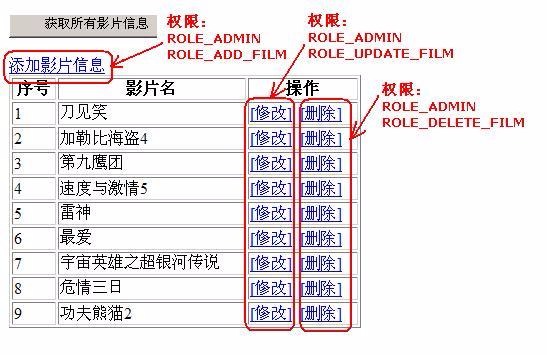 获取所有影片信息
权限：
ROLE_ADMIN
ROLE_ADD_FILM
权限：
ROLE_ADMIN
ROLE_UPDATE_FILM
添加影片信息
权限：
ROLE_ADMIN
ROLE_DELETE_FILM
序号 影片名 操作
1 刀见笑 [修改] [删除]
2 加勒比海盗4 [修改] [删除]
3 第九鹰团 [修改] [删除]
4 速度与激情5 [修改] [删除]
5 雷神 [修改] [删除]
6 最爱 [修改] [删除]
7 宇宙英雄之超银河传说 [修改] [删除]
8 危情三日 [修改] [删除]
9 功夫熊猫2 [修改] [删除]